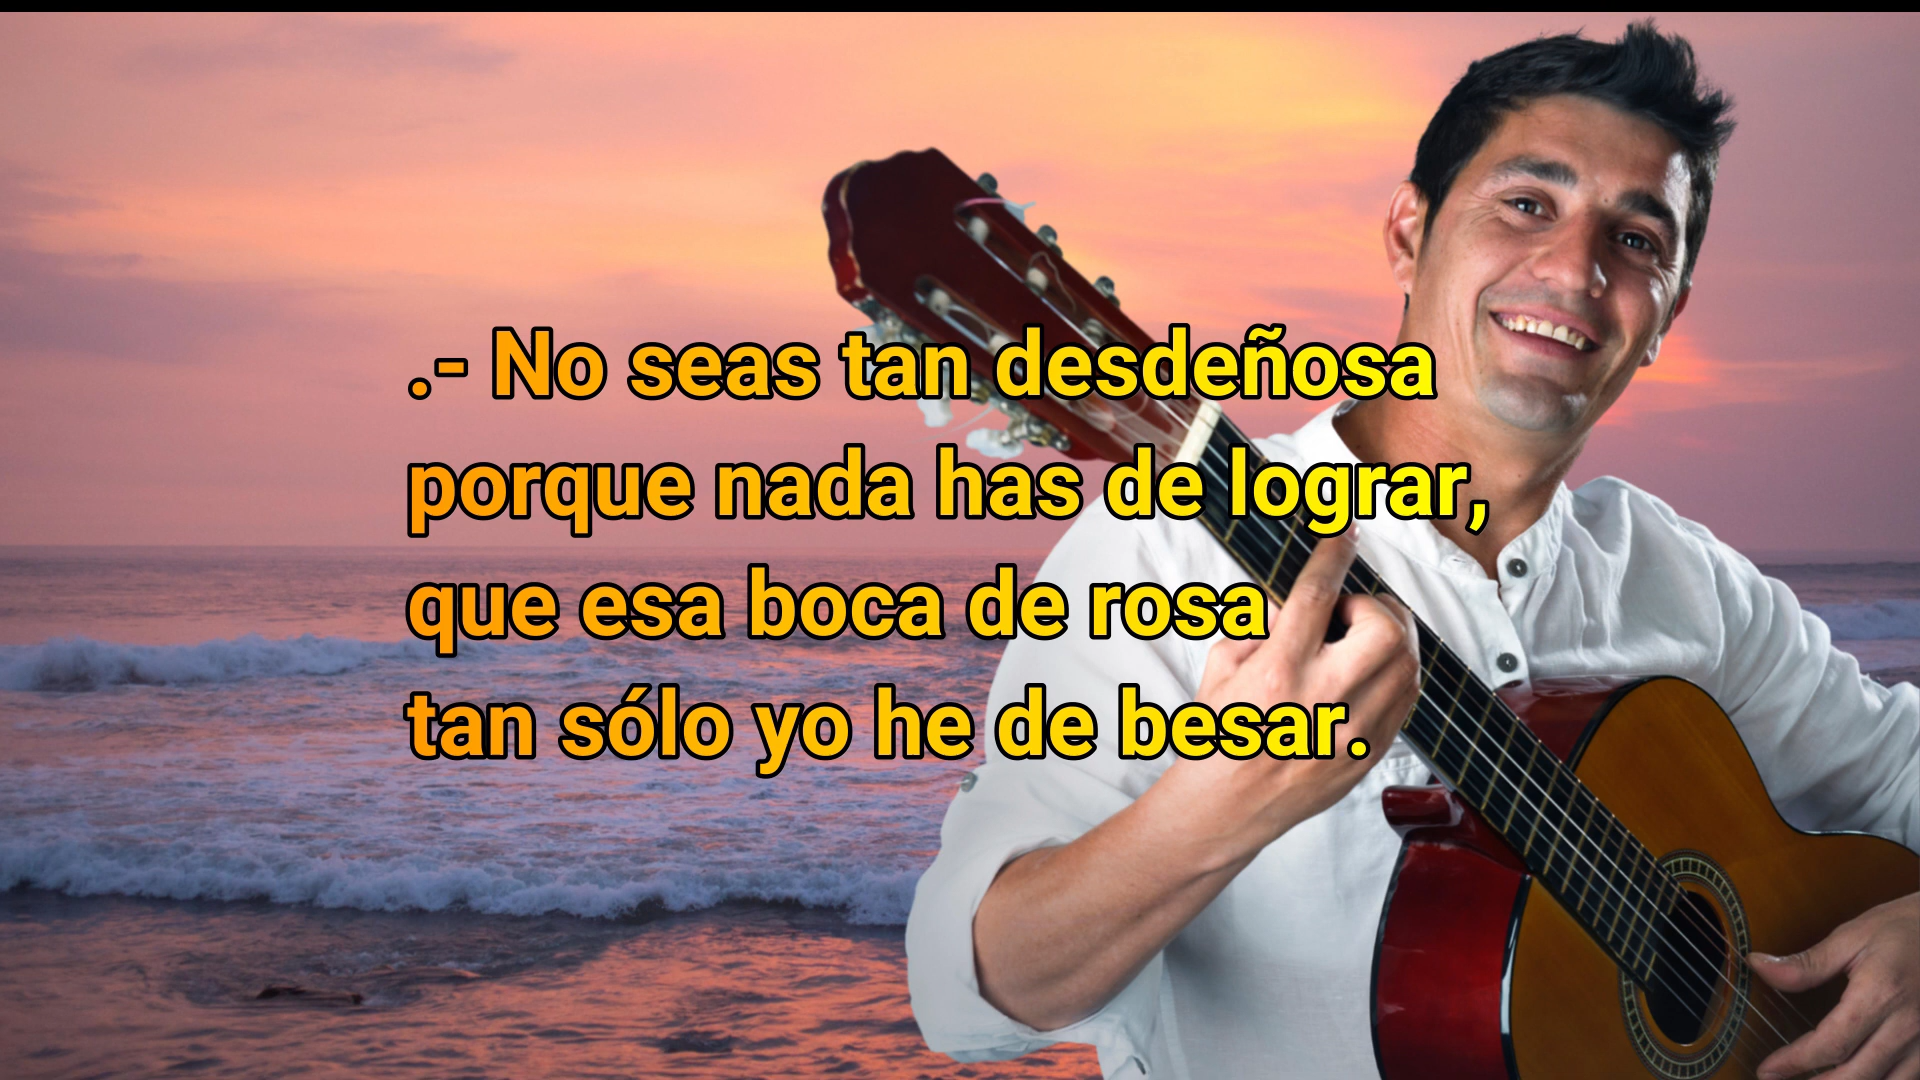 .- No seas tan desdeñosa
porque nada has de lograr,
que esa boca de rosa
tan sólo yo he de besar.